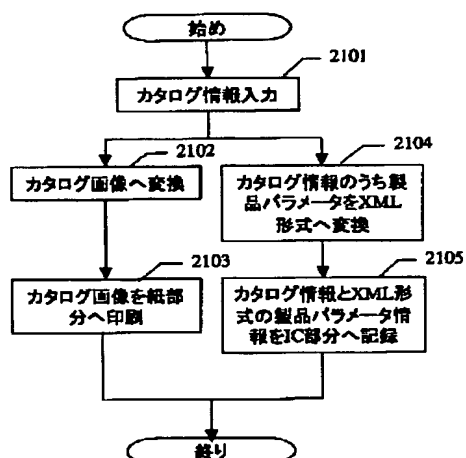 始め
2101
カタログ情報入力
2102
カタログ画像へ変換
2104
カタログ情報のうち製
品パラメータをXML
形式へ変換
2103
カタログ画像を紙部
分へ印刷
2105
カタログ情報とXML形
式の製品パラメータ情
報をIC部分へ記録
終り